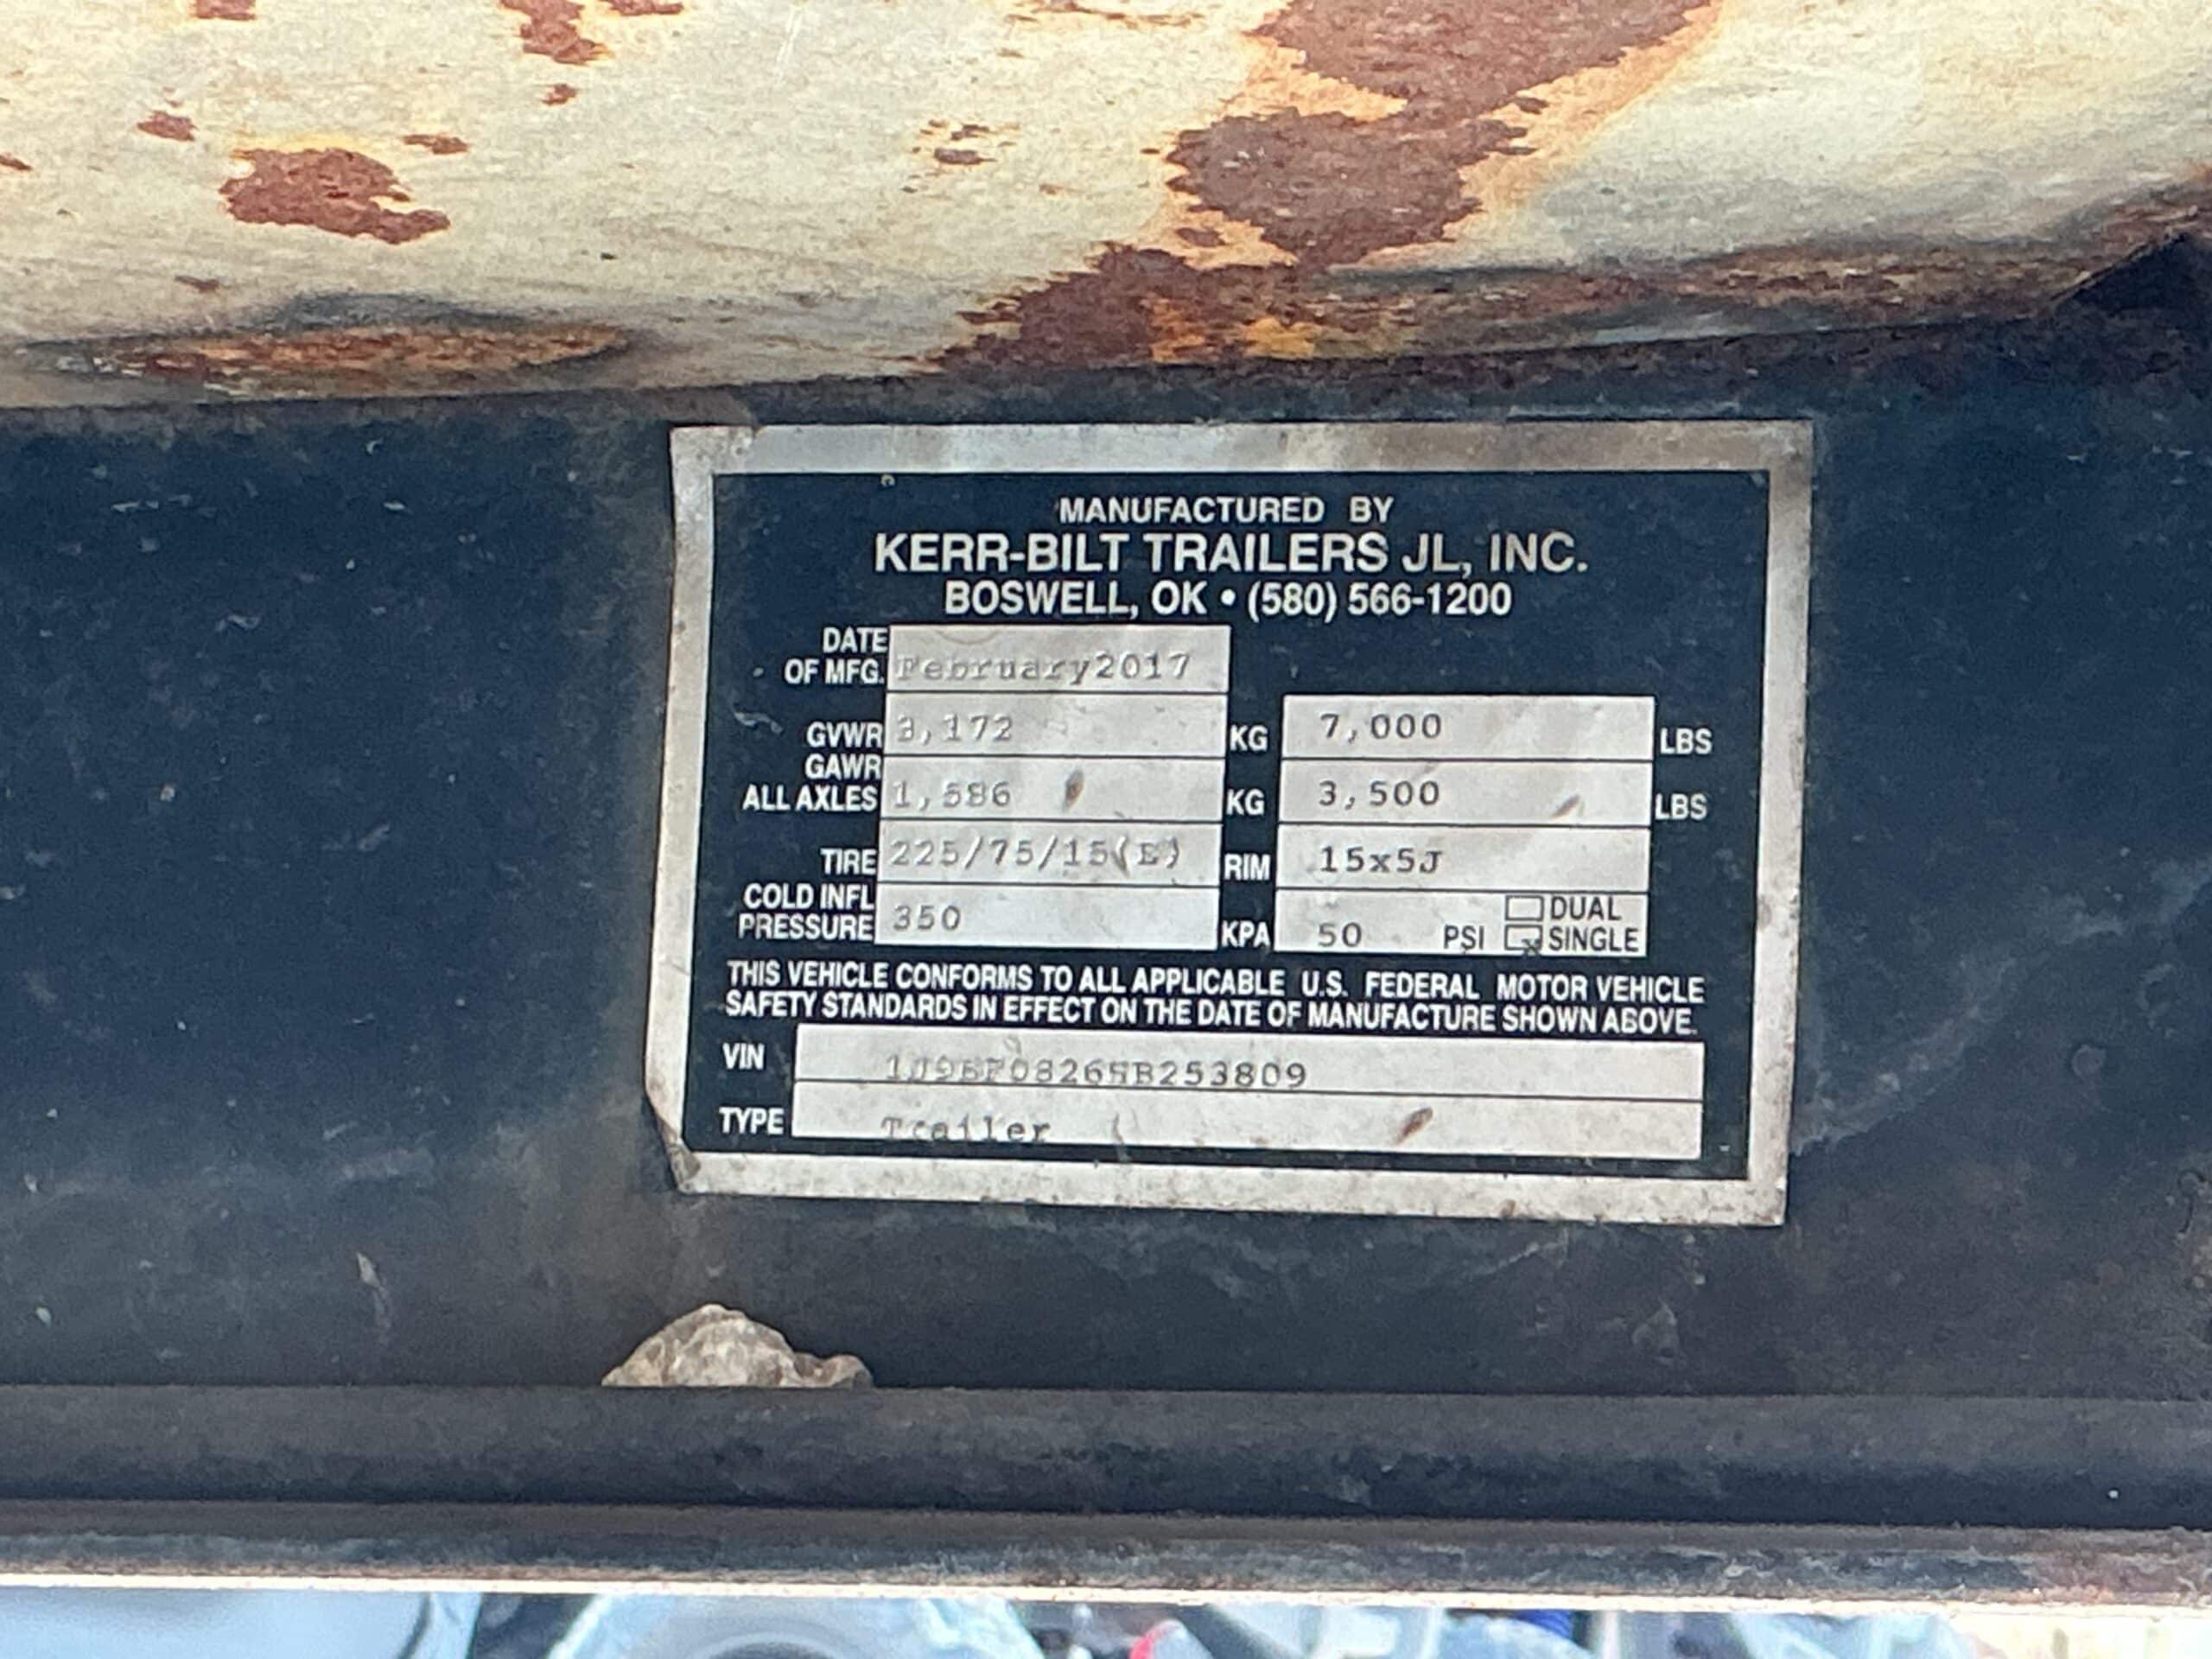 MANUFACTURED BY
KERR-BILT TRAILERS JL, INC.
BOSWELL, OK • (580) 566-1200
DATE OF MFG. February2017
GVWR 3,172 KG 7,000 LBS
GAWR ALL AXLES 1,586 KG 3,500 LBS
TIRE 225/75/15(E) RIM 15x5J
COLD INFL PRESSURE 350 KPA 50 PSI DUAL
x SINGLE
THIS VEHICLE CONFORMS TO ALL APPLICABLE U.S. FEDERAL MOTOR VEHICLE
SAFETY STANDARDS IN EFFECT ON THE DATE OF MANUFACTURE SHOWN ABOVE.
VIN
TYPE Trailer